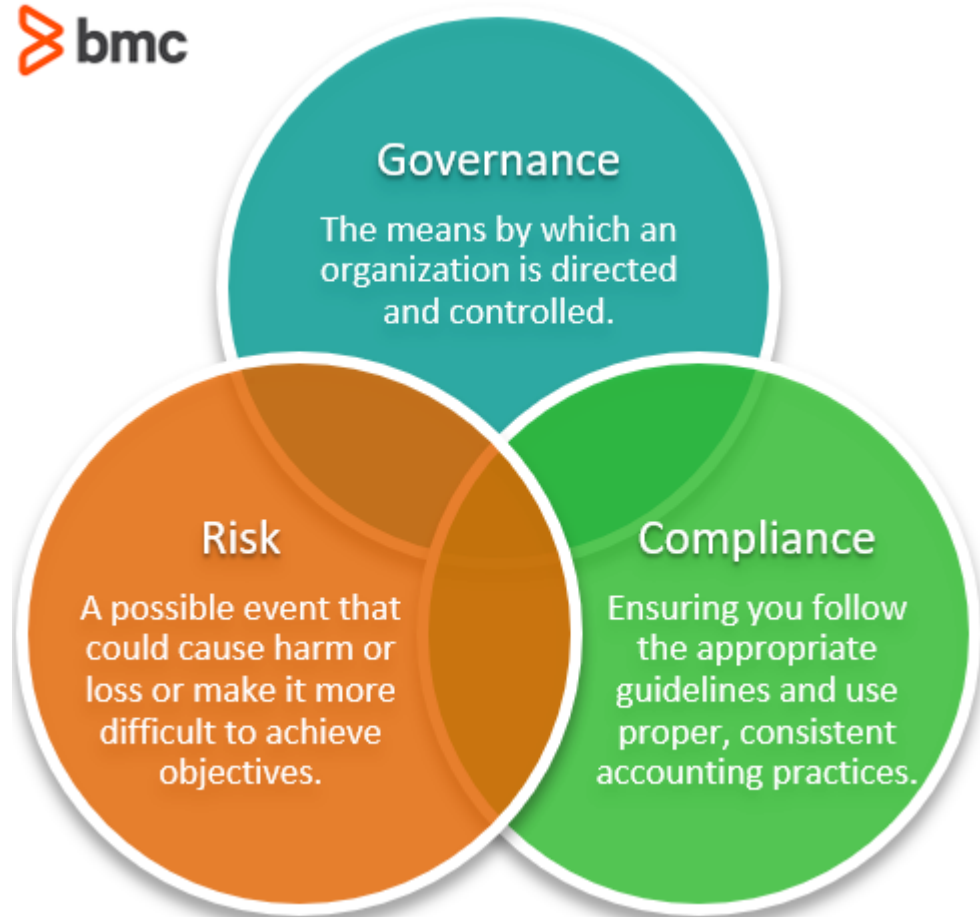 bmc
Governance
The means by which an
organization is directed
and controlled.
Risk
A possible event that
could cause harm or
loss or make it more
difficult to achieve
objectives.
Compliance
Ensuring you follow
the appropriate
guidelines and use
proper, consistent
accounting practices.